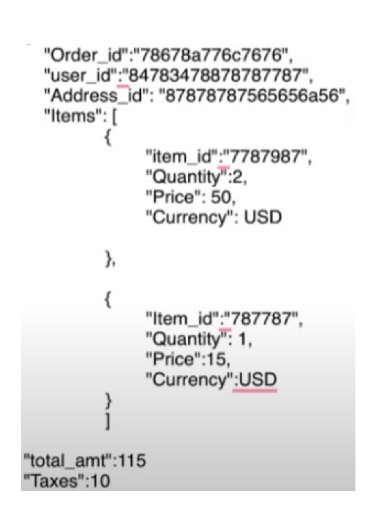 "Order_id":"78678a776c7676",
"user_id":"84783478878787787",
"Address_id": "87878787565656a56",
"Items": [
{
"item_id":"7787987",
"Quantity":2,
"Price": 50,
"Currency": USD
},
{
"Item_id":"787787",
"Quantity": 1,
"Price":15,
"Currency":USD
}
]
"total_amt":115
"Taxes":10